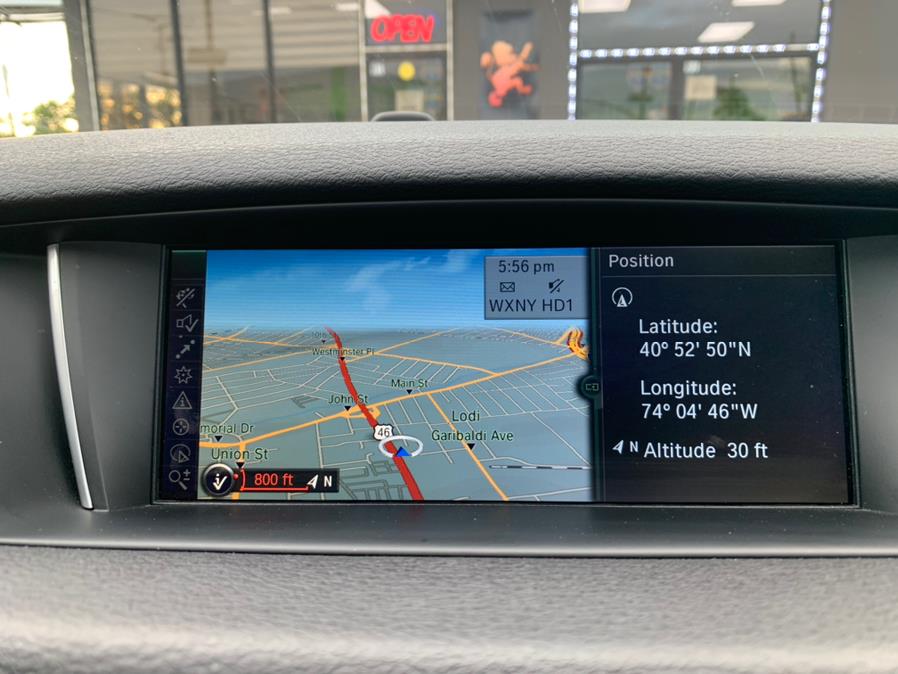 OPEN
5:56 pm
WXNY HD1
Position
Latitude:
40° 52' 50"N
Longitude:
74° 04' 46"W
N Altitude 30 ft
Westminster Pl
Main St
John St
46
Lodi
morial Dr
Garibaldi Ave
Union St
800 ft
N